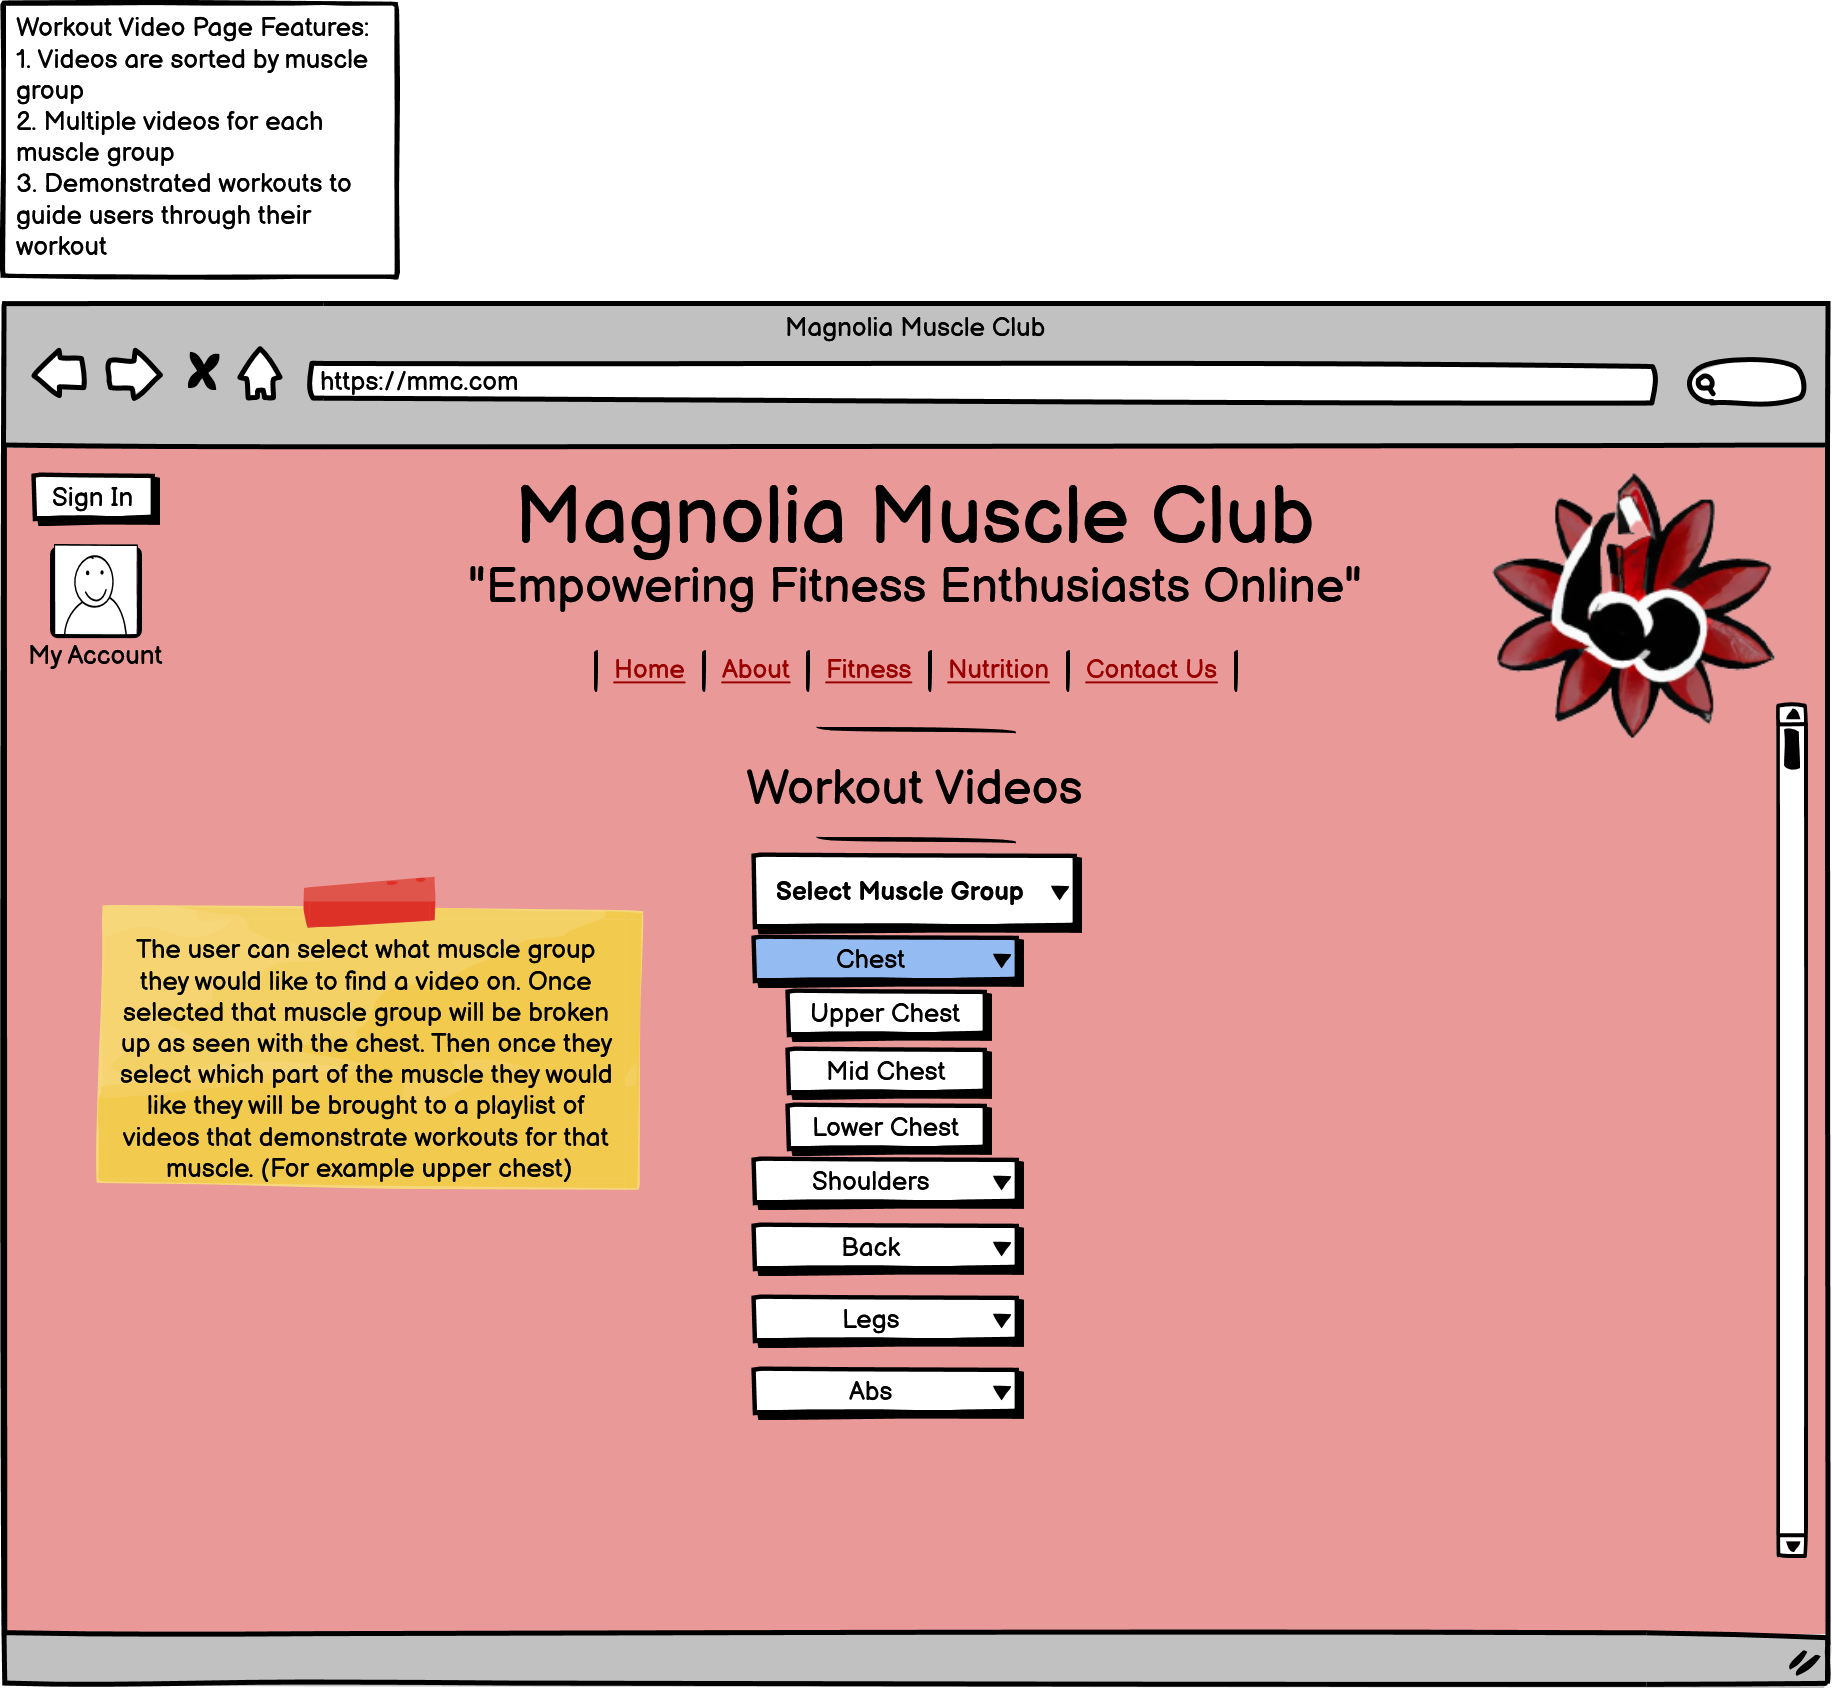 Workout Video Page Features:
1. Videos are sorted by muscle
group
2. Multiple videos for each
muscle group
3. Demonstrated workouts to
guide users through their
workout
Magnolia Muscle Club
https://mmc.com
Sign In
My Account
Magnolia Muscle Club
"Empowering Fitness Enthusiasts Online"
Home About Fitness Nutrition Contact Us
Workout Videos
Select Muscle Group
Chest
Upper Chest
Mid Chest
Lower Chest
Shoulders
Back
Legs
Abs
The user can select what muscle group
they would like to find a video on. Once
selected that muscle group will be broken
up as seen with the chest. Then once they
select which part of the muscle they would
like they will be brought to a playlist of
videos that demonstrate workouts for that
muscle. (For example upper chest)